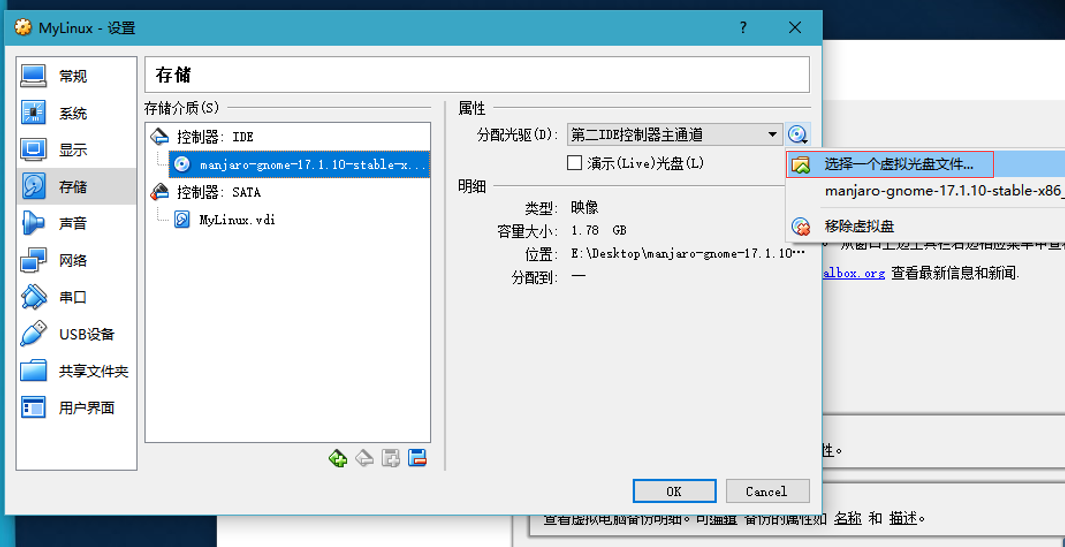 MyLinux - 设置
?
常规
系统
显示
存储
声音
网络
串口
USB设备
共享文件夹
用户界面
存储
存储介质(S)
控制器: IDE
manjaro-gnome-17.1.10-stable-x...
控制器: SATA
MyLinux.vdi
属性
分配光驱(D): 第二IDE控制器主通道
演示(Live)光盘(L)
明细
类型: 映像
容量大小: 1.78 GB
位置: E:\Desktop\manjaro-gnome-17.1.10...
分配到: —
选择一个虚拟光盘文件...
manjaro-gnome-17.1.10-stable-x86_
移除虚拟盘
albox.org 查看最新信息和新闻.
性。
OK
Cancel
查看虚拟电脑备份明细。可编辑 备份的属性如 名称 和 描述。